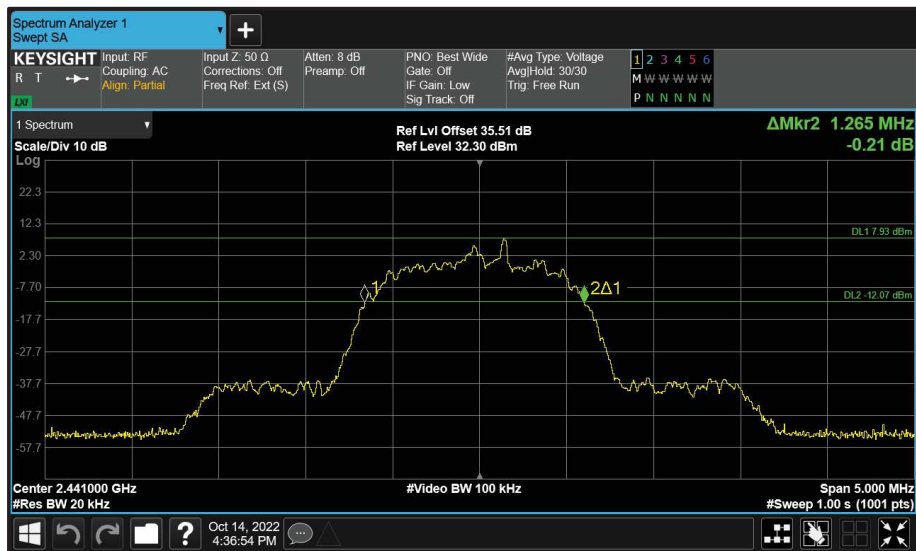 Spectrum Analyzer 1
Swept SA
KEYSIGHT
R T
LXI
Input: RF
Coupling: AC
Align: Partial
Input Z: 50 Ω
Corrections: Off
Freq Ref: Ext (S)
Atten: 8 dB
Preamp: Off
PNO: Best Wide
Gate: Off
IF Gain: Low
Sig Track: Off
#Avg Type: Voltage
Avg|Hold: 30/30
Trig: Free Run
1 2 3 4 5 6
M W W W W W
P N N N N N
1 Spectrum
Scale/Div 10 dB
Ref Lvl Offset 35.51 dB
Ref Level 32.30 dBm
ΔMkr2 1.265 MHz
-0.21 dB
Log
22.3
12.3
DL1 7.93 dBm
2.30
-7.70
1
2Δ1
DL2 -12.07 dBm
-17.7
-27.7
-37.7
-47.7
-57.7
Center 2.441000 GHz
#Res BW 20 kHz
#Video BW 100 kHz
Span 5.000 MHz
#Sweep 1.00 s (1001 pts)
?
Oct 14, 2022
4:36:54 PM